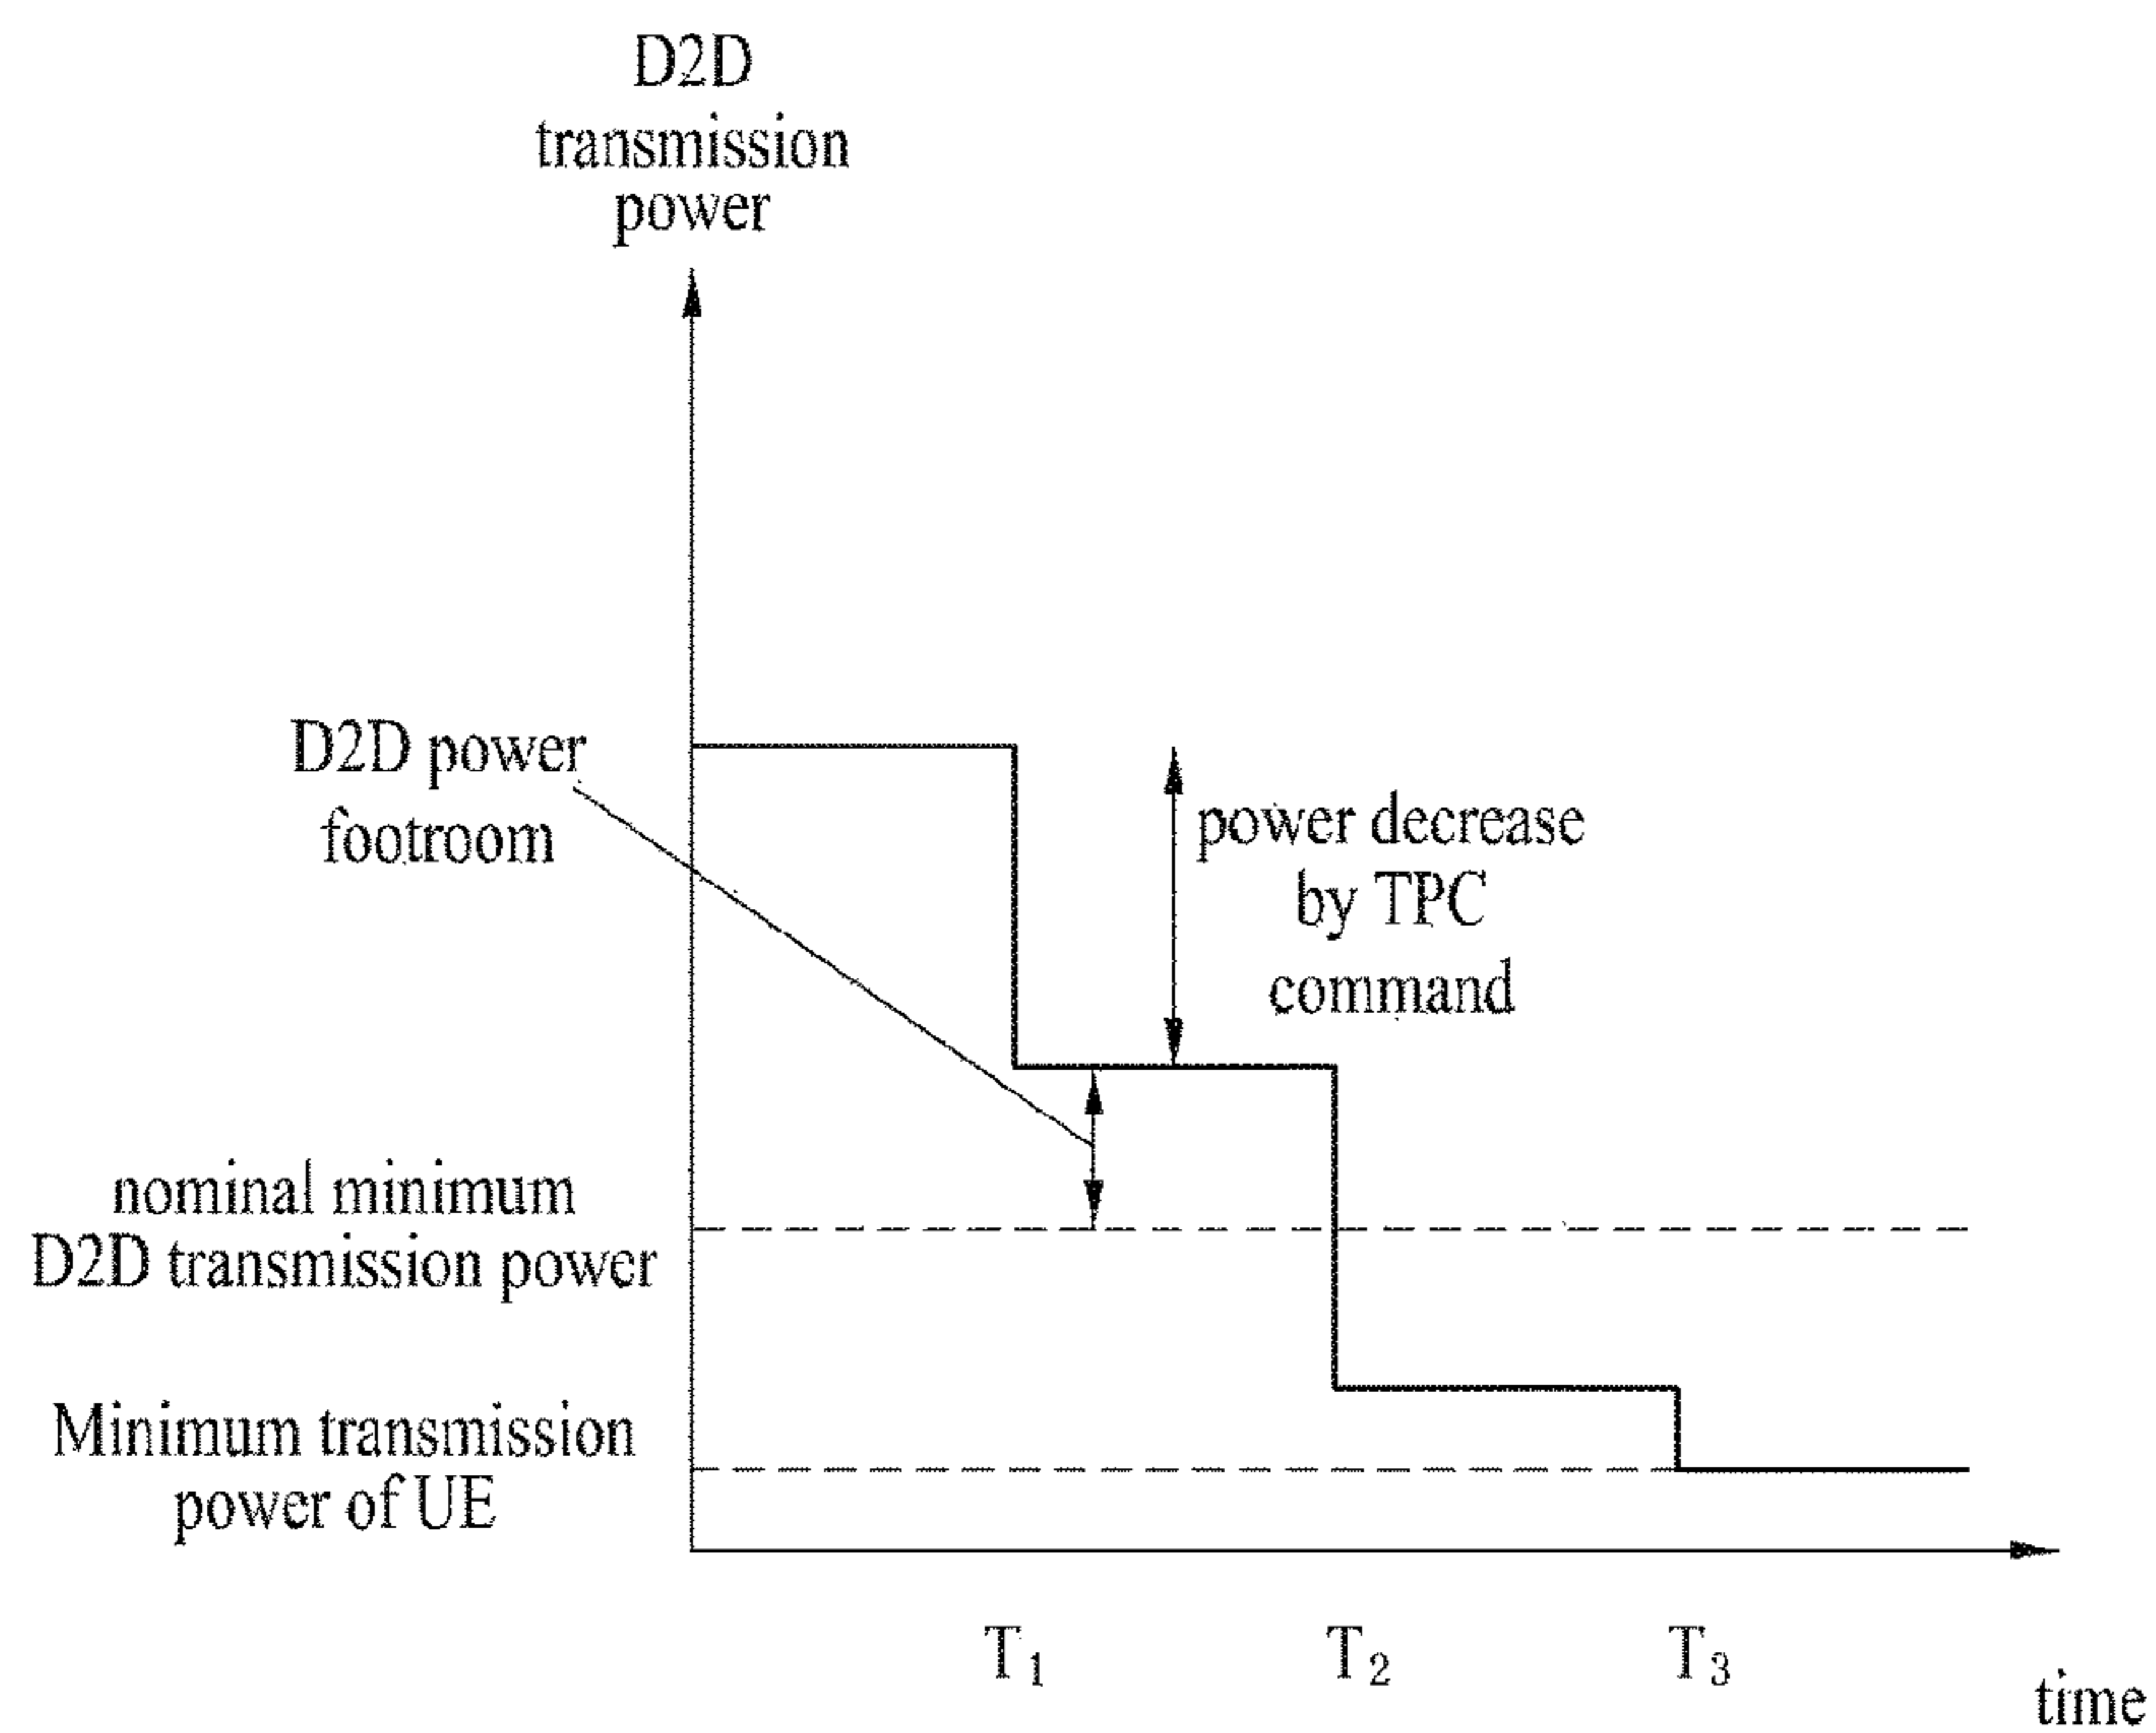 D2D
transmission
power
D2D power
footroom
power decrease
by TPC
command
nominal minimum
D2D transmission power
Minimum transmission
power of UE
T1
T2
T3
time